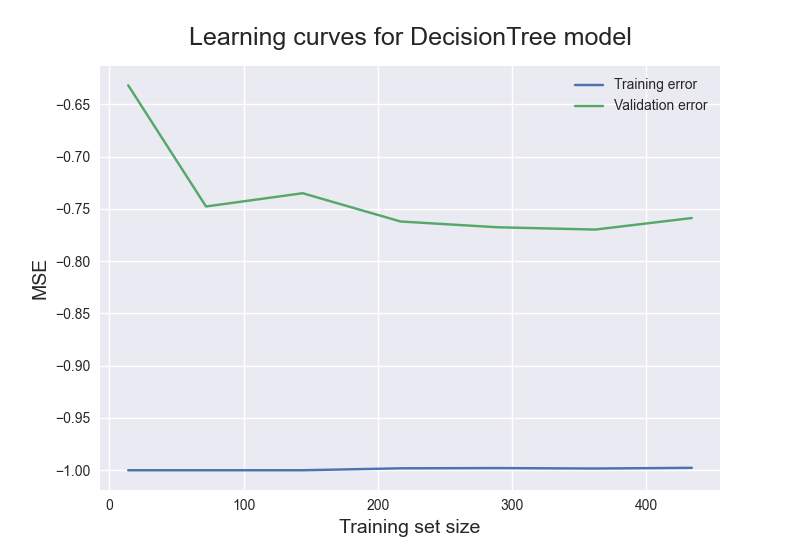 Learning curves for DecisionTree model
Training error
Validation error
−0.65
−0.70
−0.75
−0.80
−0.85
−0.90
−0.95
−1.00
MSE
0 100 200 300 400
Training set size